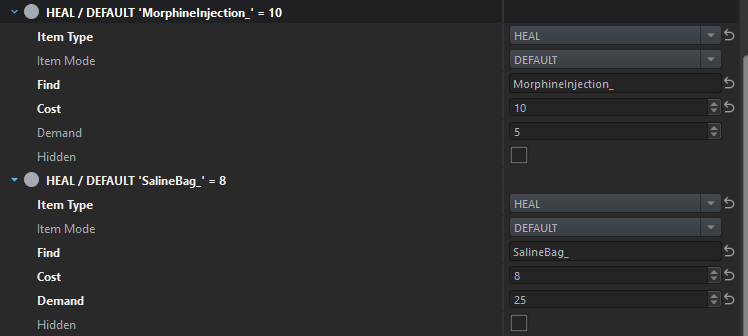 HEAL / DEFAULT 'MorphineInjection_' = 10
Item Type HEAL
Item Mode DEFAULT
Find MorphineInjection_
Cost 10
Demand 5
Hidden
HEAL / DEFAULT 'SalineBag_' = 8
Item Type HEAL
Item Mode DEFAULT
Find SalineBag_
Cost 8
Demand 25
Hidden